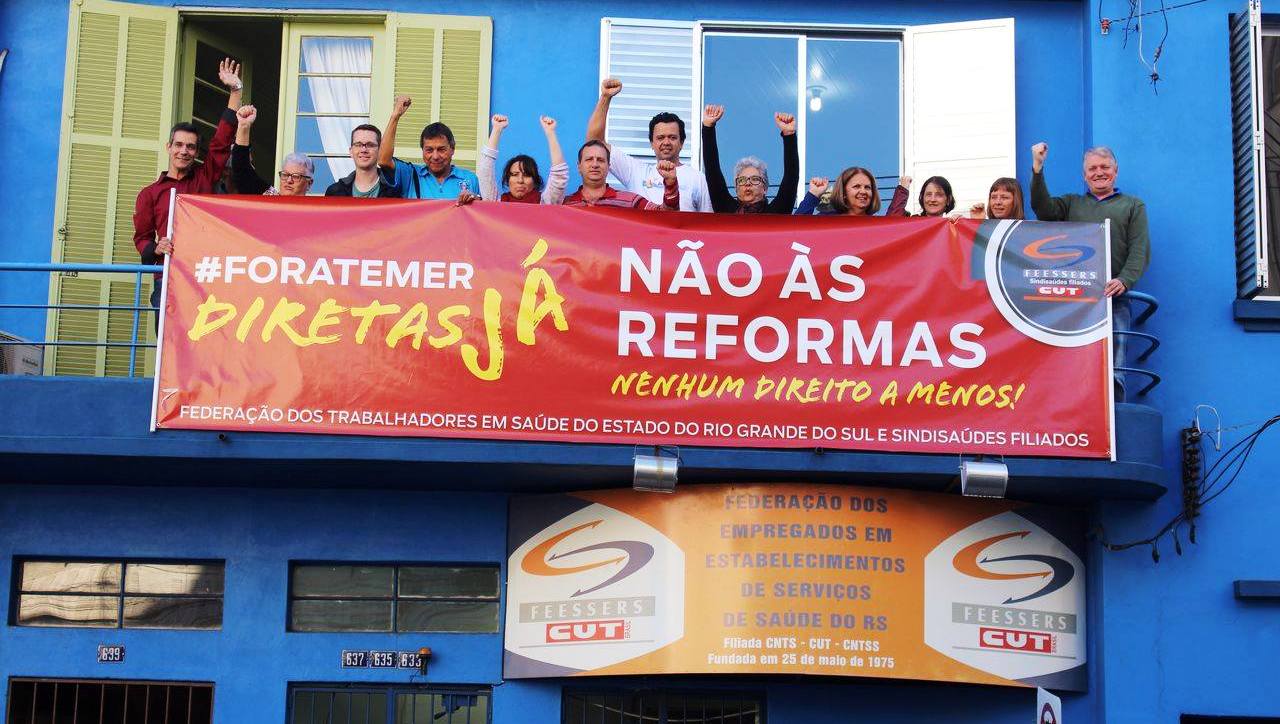 #FORATEMER
DIRETAS JÁ
NÃO ÀS
REFORMAS
NENHUM DIREITO A MENOS!
FEESSERS
Sindisaúdes filiados
CUT
FEDERAÇÃO DOS TRABALHADORES EM SAÚDE DO ESTADO DO RIO GRANDE DO SUL E SINDISAÚDES FILIADOS
FEESSERS
CUT
BRASIL
FEDERAÇÃO DOS
EMPREGADOS EM
ESTABELECIMENTOS
DE SERVIÇOS
DE SAÚDE DO RS
Filiada CNTS - CUT - CNTSS
Fundada em 25 de maio de 1975
FEESSERS
CUT
BRASIL
639
637 635 633